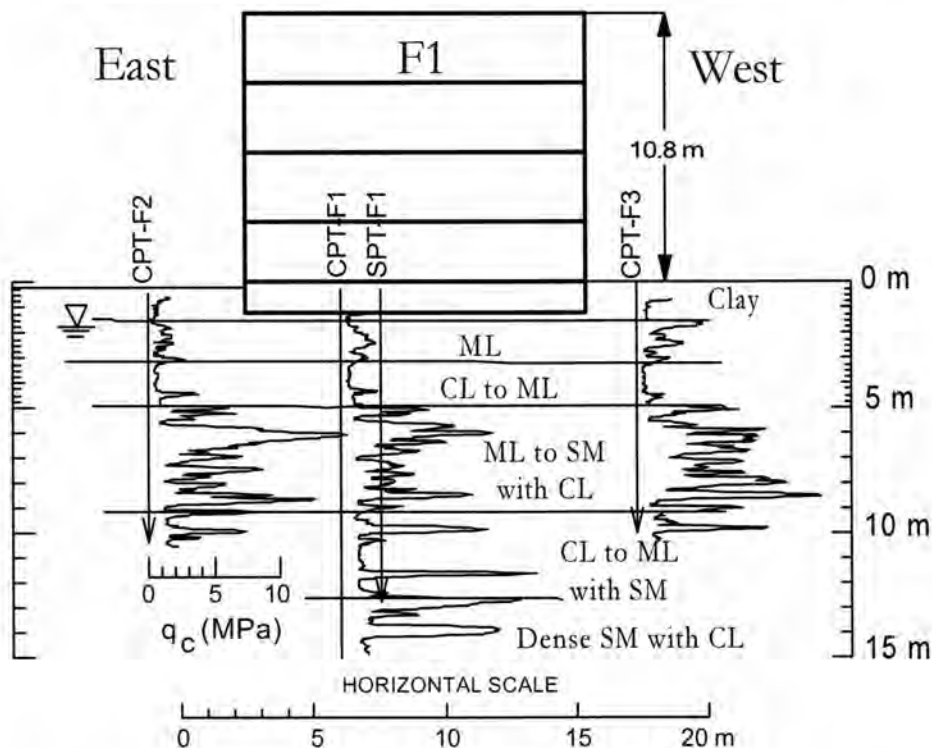 East
F1
West
10.8 m
CPT-F2
CPT-F1
SPT-F1
CPT-F3
0 m
Clay
ML
CL to ML
5 m
ML to SM
with CL
10 m
CL to ML
with SM
0 10
q_c (MPa)
Dense SM with CL
15 m
HORIZONTAL SCALE
0 5 10 15 20 m